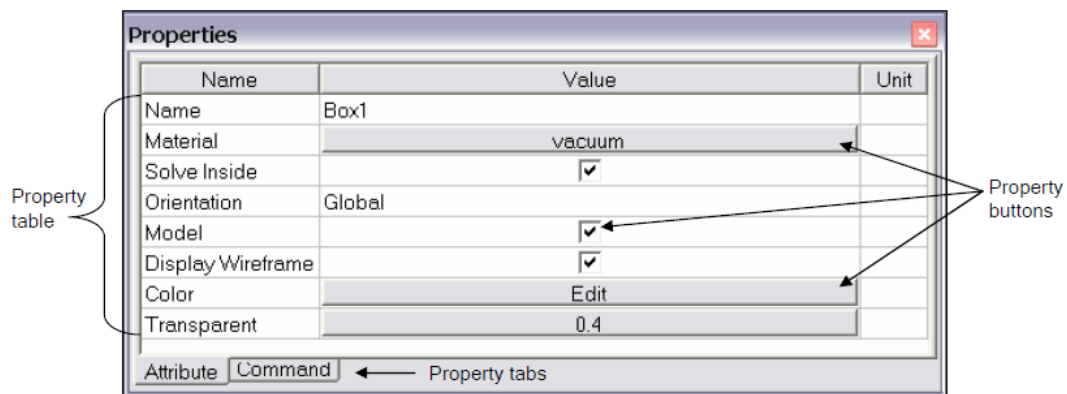 Properties
Name Value Unit
Name Box1
Material vacuum
Solve Inside
Orientation Global
Model
Display Wireframe
Color Edit
Transparent 0.4
Attribute Command Property tabs
Property
table
Property
buttons